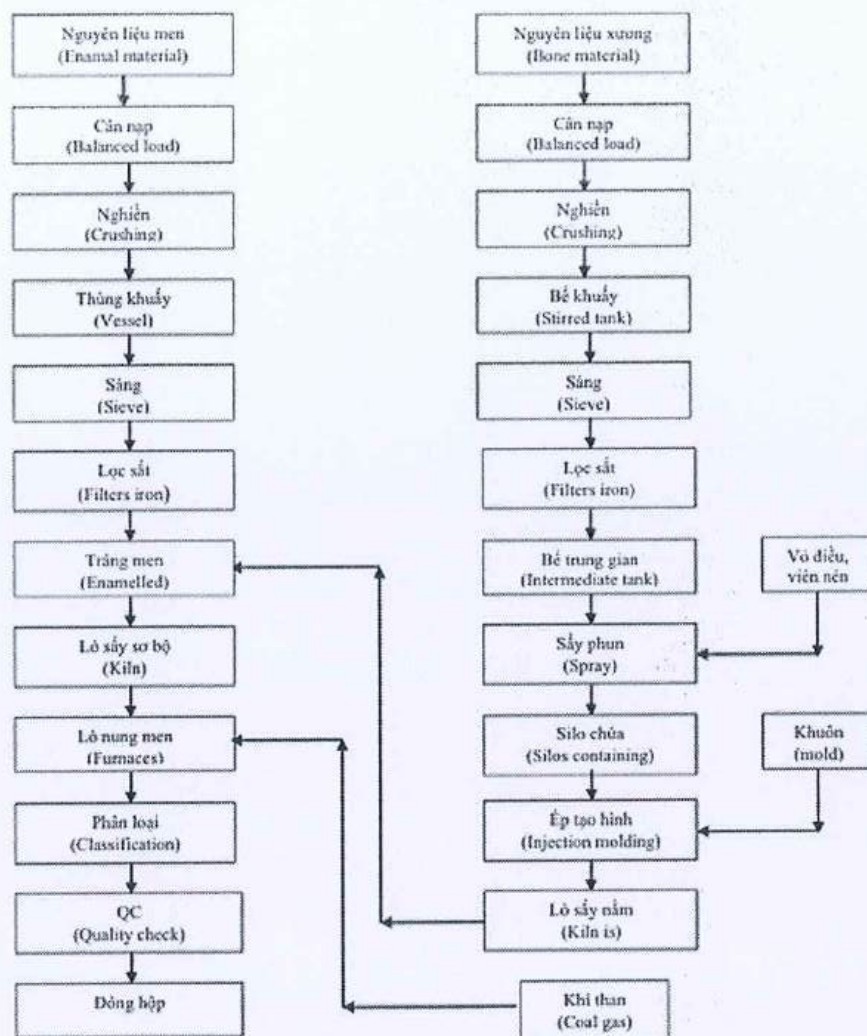 Nguyên liệu men
(Enamal material)
Cân nạp
(Balanced load)
Nghiền
(Crushing)
Thùng khuấy
(Vessel)
Sàng
(Sieve)
Lọc sắt
(Filters iron)
Tráng men
(Enamelled)
Lò sấy sơ bộ
(Kiln)
Lò nung men
(Furnaces)
Phân loại
(Classification)
QC
(Quality check)
Đóng hộp
Nguyên liệu xương
(Bone material)
Cân nạp
(Balanced load)
Nghiền
(Crushing)
Bể khuấy
(Stirred tank)
Sàng
(Sieve)
Lọc sắt
(Filters iron)
Bể trung gian
(Intermediate tank)
Sấy phun
(Spray)
Silo chứa
(Silos containing)
Ép tạo hình
(Injection molding)
Lò sấy nằm
(Kiln is)
Khí than
(Coal gas)
Vỏ điều,
viên nén
Khuôn
(mold)